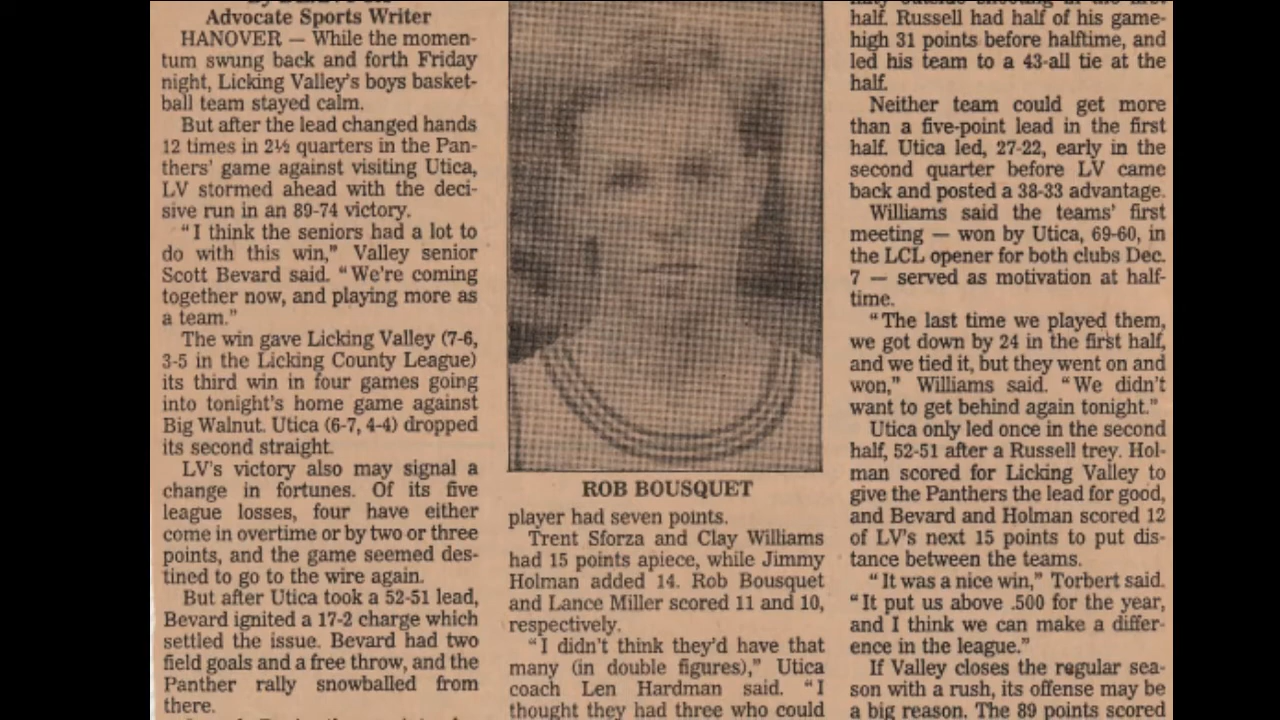 Advocate Sports Writer
HANOVER — While the momen-
tum swung back and forth Friday
night, Licking Valley's boys basket-
ball team stayed calm.
But after the lead changed hands
12 times in 2½ quarters in the Pan-
thers' game against visiting Utica,
LV stormed ahead with the deci-
sive run in an 89-74 victory.
"I think the seniors had a lot to
do with this win," Valley senior
Scott Bevard said. "We're coming
together now, and playing more as
a team."
The win gave Licking Valley (7-6,
3-5 in the Licking County League)
its third win in four games going
into tonight's home game against
Big Walnut. Utica (6-7, 4-4) dropped
its second straight.
LV's victory also may signal a
change in fortunes. Of its five
league losses, four have either
come in overtime or by two or three
points, and the game seemed des-
tined to go to the wire again.
But after Utica took a 52-51 lead,
Bevard ignited a 17-2 charge which
settled the issue. Bevard had two
field goals and a free throw, and the
Panther rally snowballed from
there.
ROB BOUSQUET
player had seven points.
Trent Sforza and Clay Williams
had 15 points apiece, while Jimmy
Holman added 14. Rob Bousquet
and Lance Miller scored 11 and 10,
respectively.
"I didn't think they'd have that
many (in double figures)," Utica
coach Len Hardman said. "I
thought they had three who could
half. Russell had half of his game-
high 31 points before halftime, and
led his team to a 43-all tie at the
half.
Neither team could get more
than a five-point lead in the first
half. Utica led, 27-22, early in the
second quarter before LV came
back and posted a 38-33 advantage.
Williams said the teams' first
meeting — won by Utica, 69-60, in
the LCL opener for both clubs Dec.
7 — served as motivation at half-
time.
"The last time we played them,
we got down by 24 in the first half,
and we tied it, but they went on and
won," Williams said. "We didn't
want to get behind again tonight."
Utica only led once in the second
half, 52-51 after a Russell trey. Hol-
man scored for Licking Valley to
give the Panthers the lead for good,
and Bevard and Holman scored 12
of LV's next 15 points to put dis-
tance between the teams.
"It was a nice win," Torbert said.
"It put us above .500 for the year,
and I think we can make a differ-
ence in the league."
If Valley closes the regular sea-
son with a rush, its offense may be
a big reason. The 89 points scored